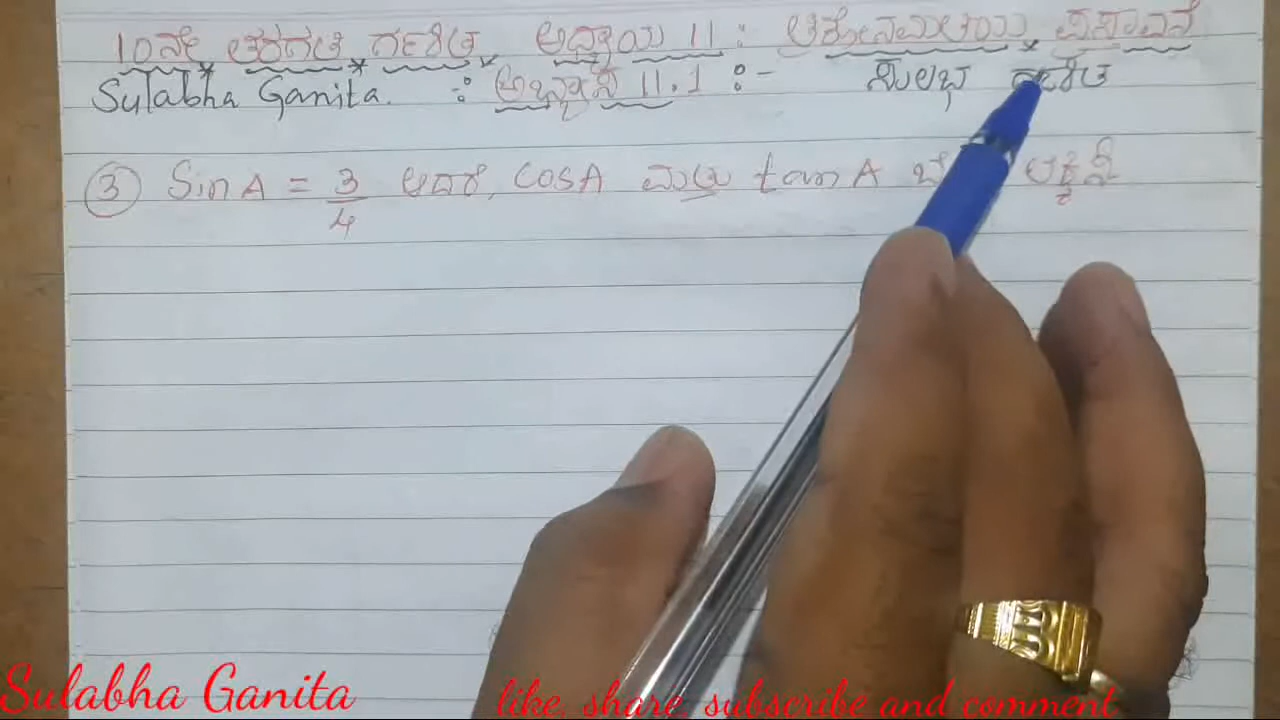 10ನೇ ತರಗತಿ ಗಣಿತ, ಅಧ್ಯಾಯ 11: ತ್ರಿಕೋನಮಿತಿಯ ಪ್ರಸ್ತಾವನೆ
Sulabha Ganita. :- ಅಭ್ಯಾಸ 11.1 :- ಸುಲಭ ಗಣಿತ
③ Sin A = 3/4 ಆದರೆ, COSA ಮತ್ತು tan A
Sulabha Ganita
like, share, subscribe and comment